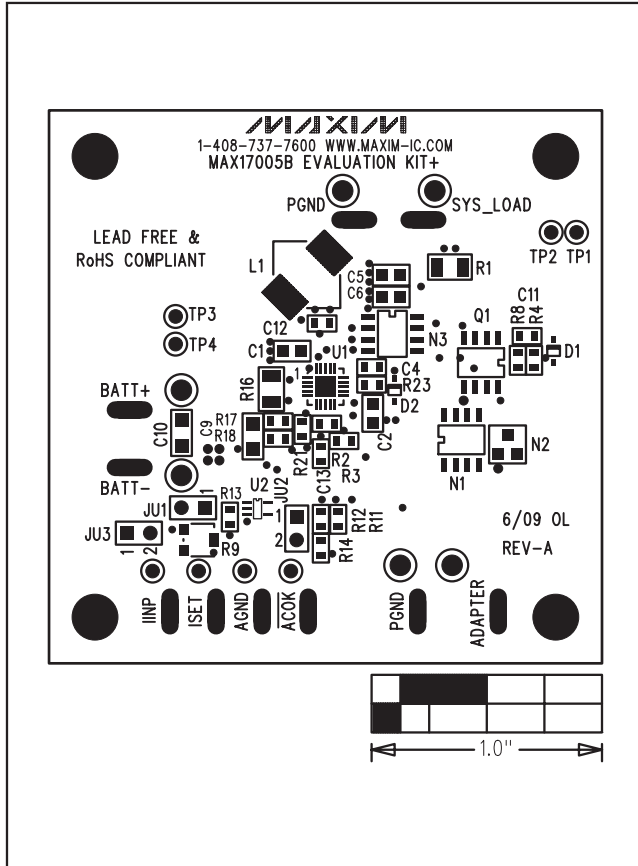 MAXIM
1-408-737-7600 WWW.MAXIM-IC.COM
MAX17005B EVALUATION KIT+
PGND
SYS_LOAD
LEAD FREE &
RoHS COMPLIANT
TP2 TP1
L1
C5
C6
R1
TP3
TP4
C12
C1
U1
1
N3
Q1
C11
R8
R4
D1
BATT+
R16
C4
R23
D2
C10
C9
R17
R18
R21
R2
R3
C2
N1
N2
BATT-
JU1
1
R13
U2
JU2
C13
R12
R11
JU3
1
2
R9
1
2
R14
6/09 OL
REV-A
IINP
ISET
AGND
ACOK
PGND
ADAPTER
1.0"